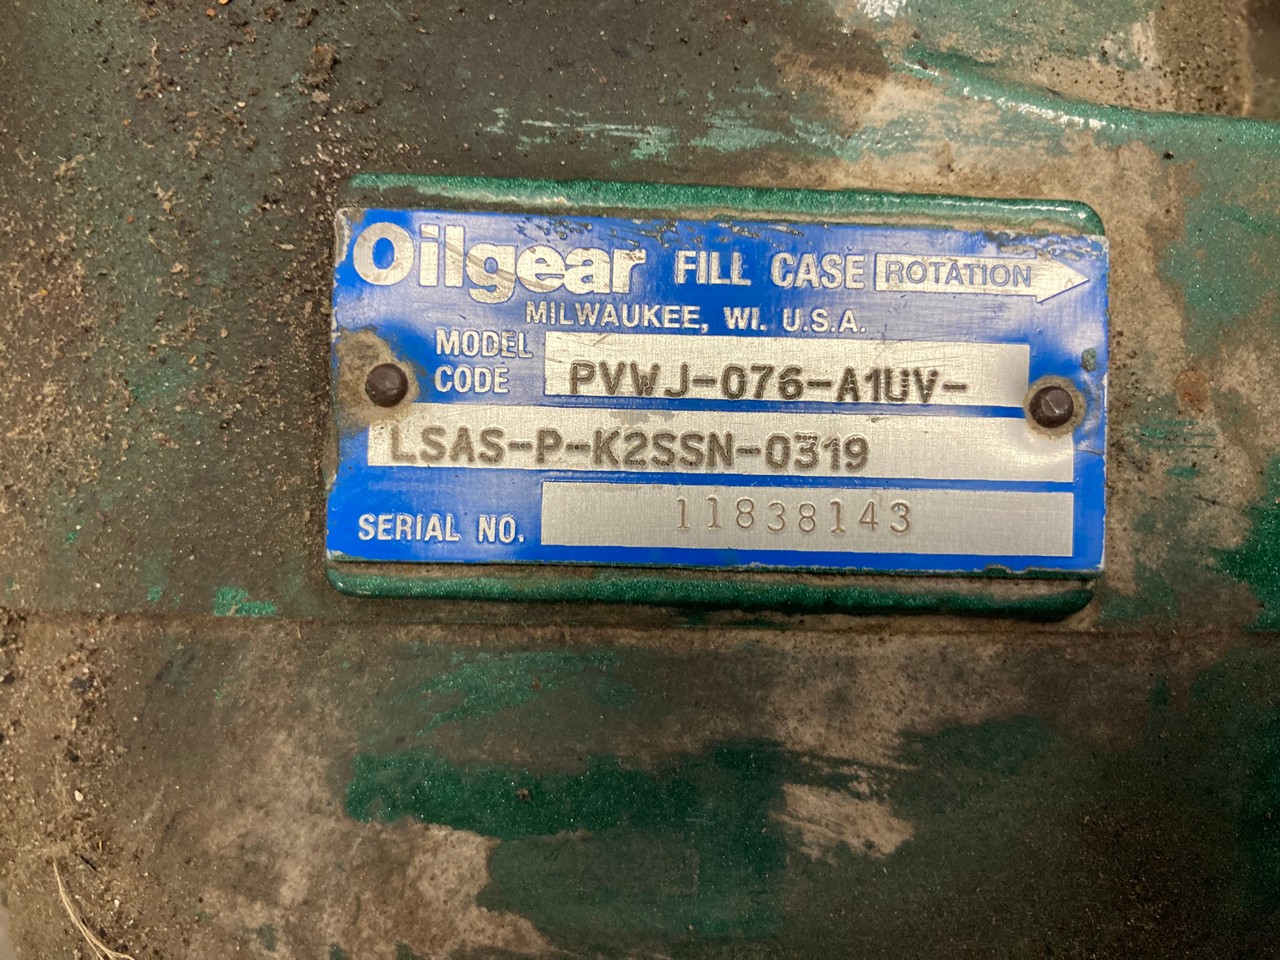 Oilgear FILL CASE ROTATION
MILWAUKEE, WI. U.S.A.
MODEL CODE PVWJ-076-A1UV-
LSAS-P-K2SSN-0319
SERIAL NO. 11838143